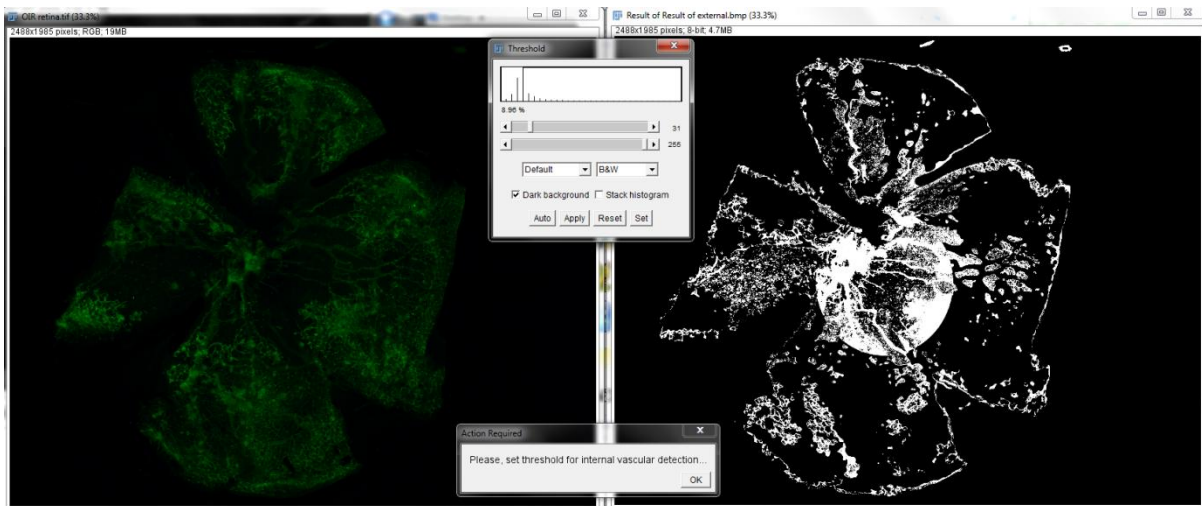 OIR retina.tif (33.3%)
2488x1985 pixels; RGB; 19MB
Result of Result of external.bmp (33.3%)
2488x1985 pixels; 8-bit; 4.7MB
Threshold
8.96 %
31
255
Default
B&W
Dark background
Stack histogram
Auto
Apply
Reset
Set
Action Required
Please, set threshold for internal vascular detection...
OK